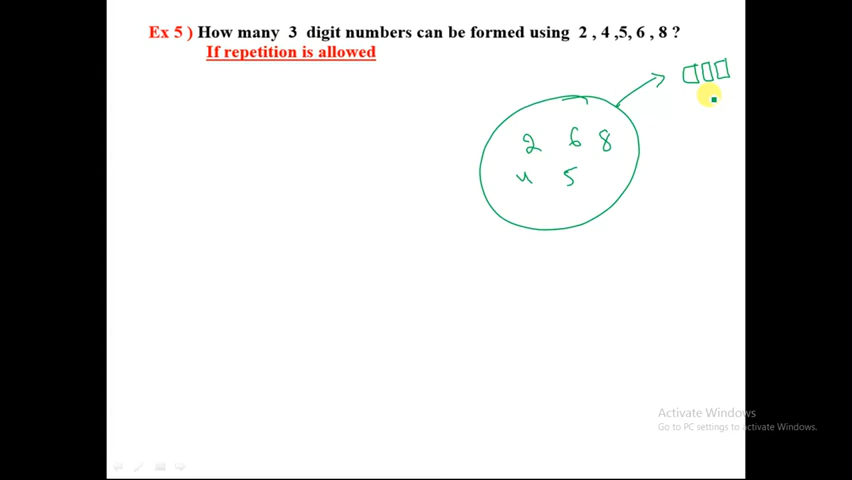 Ex 5 ) How many 3 digit numbers can be formed using 2 , 4 ,5, 6 , 8 ?
If repetition is allowed
2 6 8
4 5
Activate Windows
Go to PC settings to activate Windows.